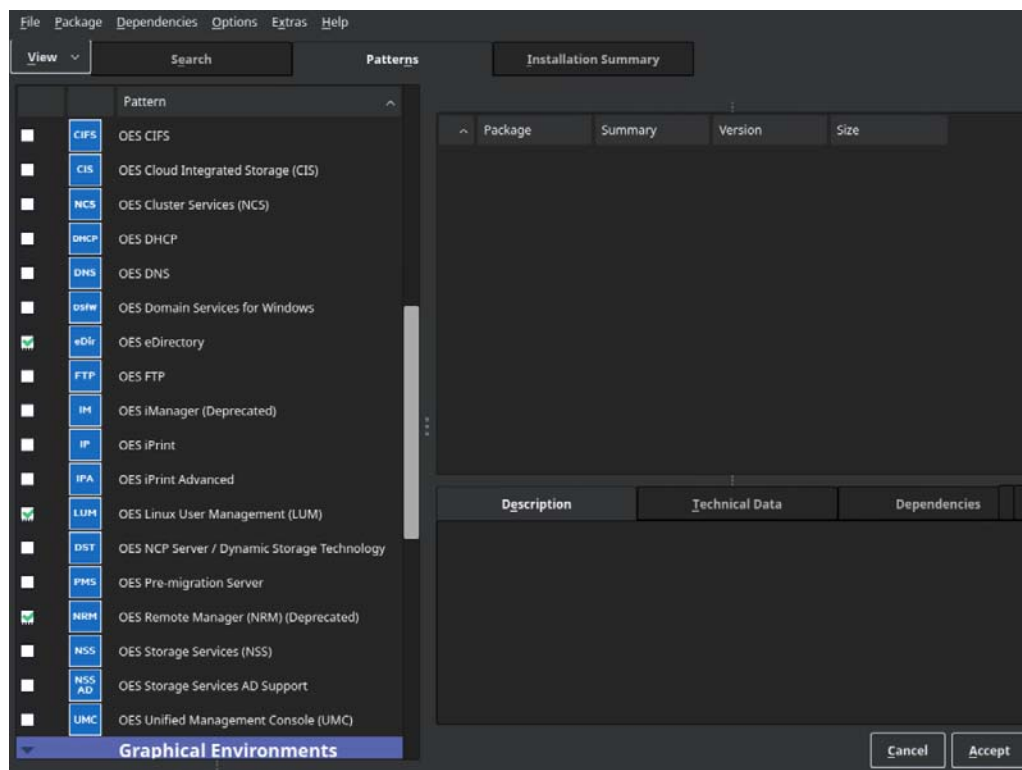 File Package Dependencies Options Extras Help
View Search Patterns Installation Summary
Pattern
CIFS OES CIFS
CIS OES Cloud Integrated Storage (CIS)
NCS OES Cluster Services (NCS)
DHCP OES DHCP
DNS OES DNS
DSfW OES Domain Services for Windows
eDir OES eDirectory
FTP OES FTP
IM OES iManager (Deprecated)
IP OES iPrint
IPA OES iPrint Advanced
LUM OES Linux User Management (LUM)
DST OES NCP Server / Dynamic Storage Technology
PMS OES Pre-migration Server
NRM OES Remote Manager (NRM) (Deprecated)
NSS OES Storage Services (NSS)
NSS AD OES Storage Services AD Support
UMC OES Unified Management Console (UMC)
Graphical Environments
Package Summary Version Size
Description Technical Data Dependencies
Cancel Accept